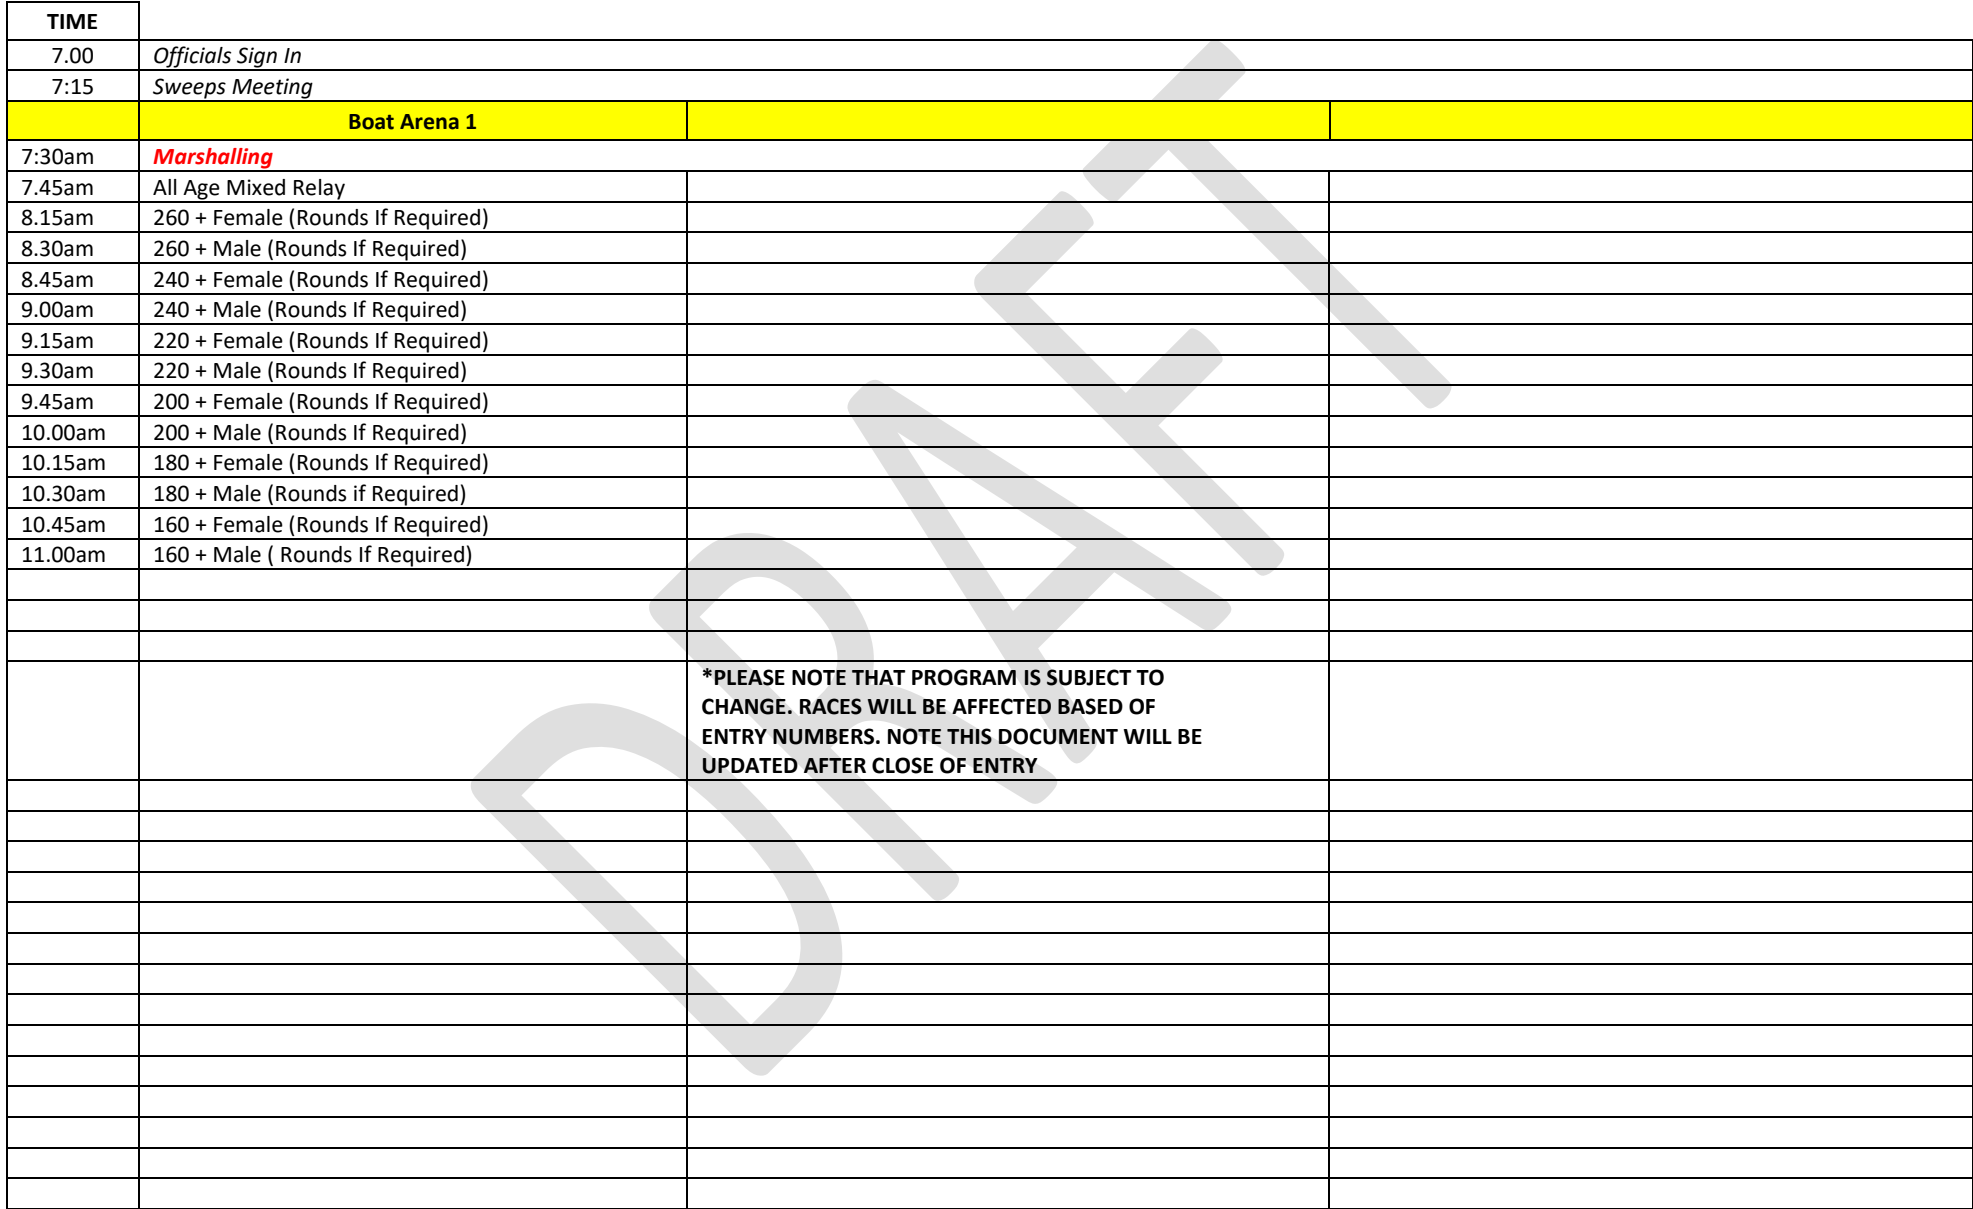 TIME
7.00 Officials Sign In
7:15 Sweeps Meeting
Boat Arena 1
7:30am Marshalling
7.45am All Age Mixed Relay
8.15am 260 + Female (Rounds If Required)
8.30am 260 + Male (Rounds If Required)
8.45am 240 + Female (Rounds If Required)
9.00am 240 + Male (Rounds If Required)
9.15am 220 + Female (Rounds If Required)
9.30am 220 + Male (Rounds If Required)
9.45am 200 + Female (Rounds If Required)
10.00am 200 + Male (Rounds If Required)
10.15am 180 + Female (Rounds If Required)
10.30am 180 + Male (Rounds if Required)
10.45am 160 + Female (Rounds If Required)
11.00am 160 + Male ( Rounds If Required)
*PLEASE NOTE THAT PROGRAM IS SUBJECT TO
CHANGE. RACES WILL BE AFFECTED BASED OF
ENTRY NUMBERS. NOTE THIS DOCUMENT WILL BE
UPDATED AFTER CLOSE OF ENTRY
DRAFT